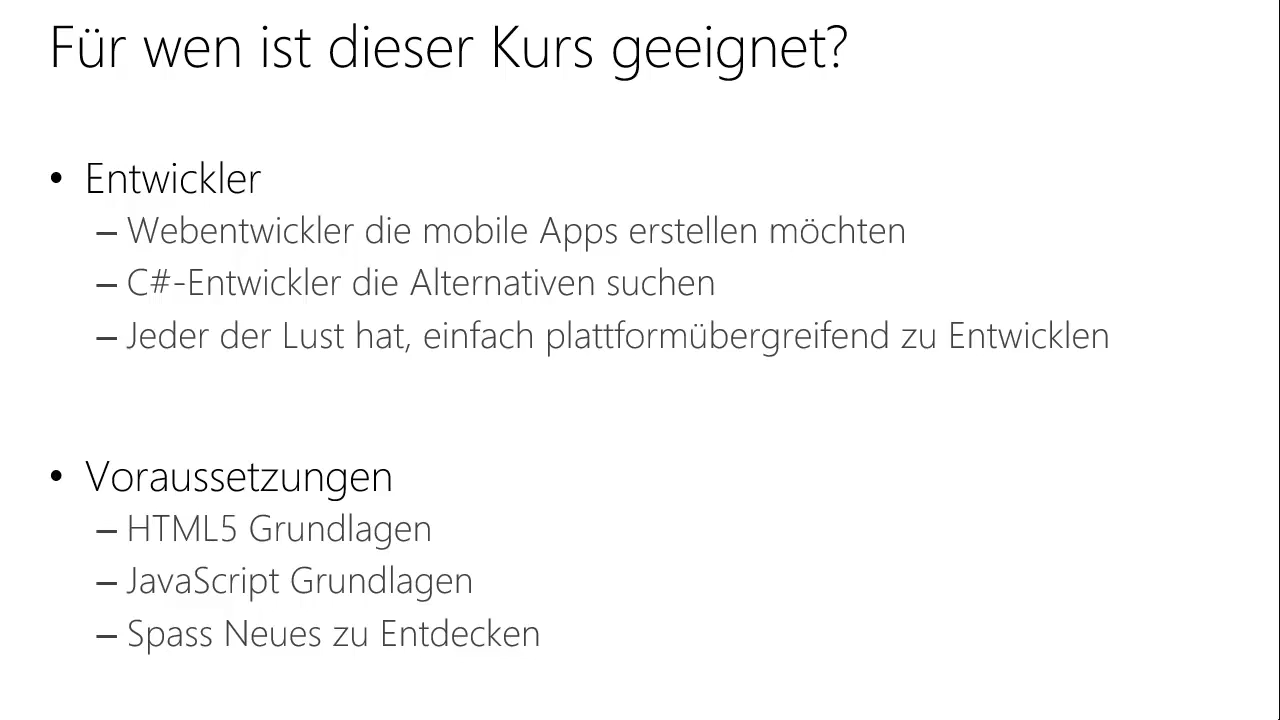 Für wen ist dieser Kurs geeignet?
• Entwickler
– Webentwickler die mobile Apps erstellen möchten
– C#-Entwickler die Alternativen suchen
– Jeder der Lust hat, einfach plattformübergreifend zu Entwicklen
• Voraussetzungen
– HTML5 Grundlagen
– JavaScript Grundlagen
– Spass Neues zu Entdecken